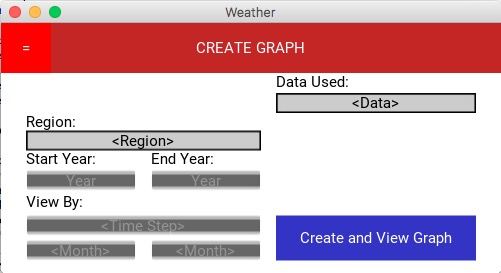 Weather
=
CREATE GRAPH
Data Used:
<Data>
Region:
<Region>
Start Year: End Year:
Year Year
View By:
<Time Step>
<Month> <Month>
Create and View Graph